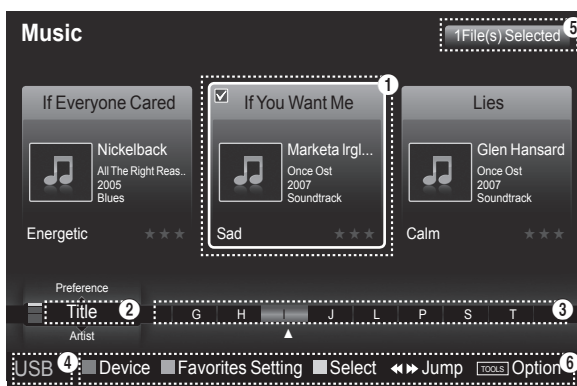 Music
1File(s) Selected
5
1
If Everyone Cared
If You Want Me
Lies
Nickelback
All The Right Reas..
2005
Blues
Marketa Irgl...
Once Ost
2007
Soundtrack
Glen Hansard
Once Ost
2007
Soundtrack
Energetic
Sad
Calm
Preference
Title
2
G H I J L P S T
3
Artist
USB
4
Device Favorites Setting Select Jump TOOLS Option
6